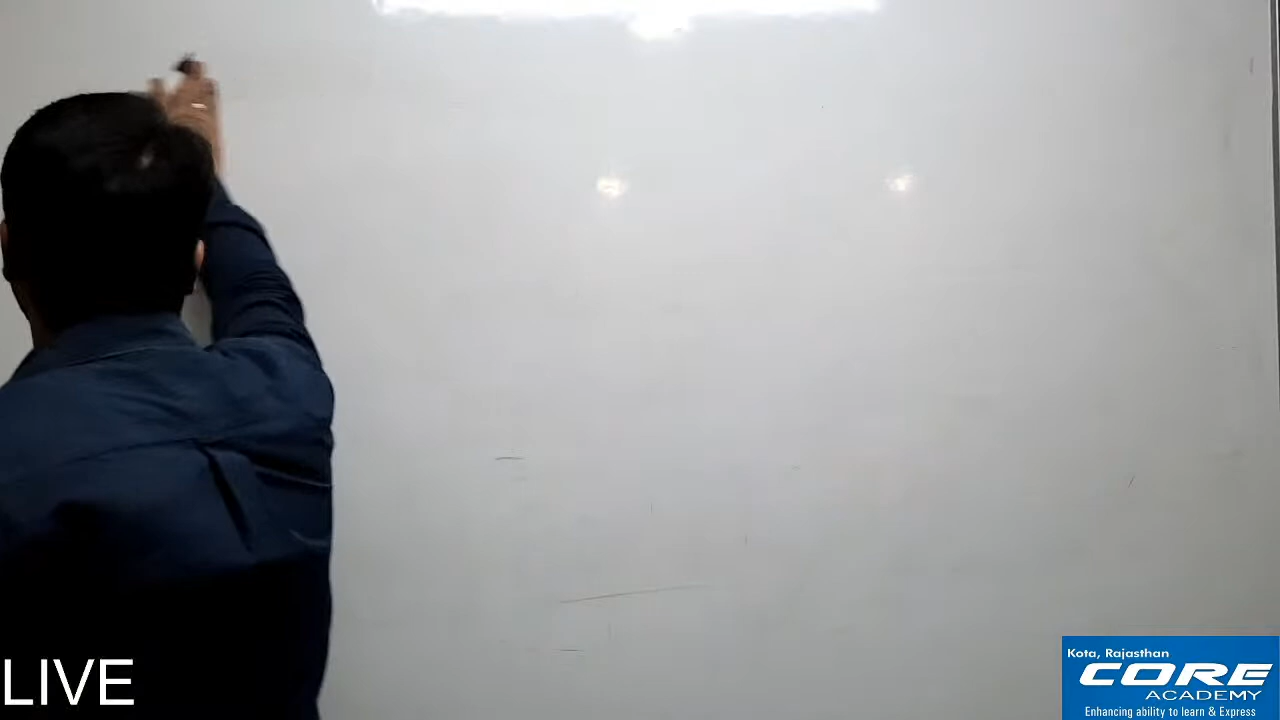 LIVE
Kota, Rajasthan
CORE
ACADEMY
Enhancing ability to learn & Express